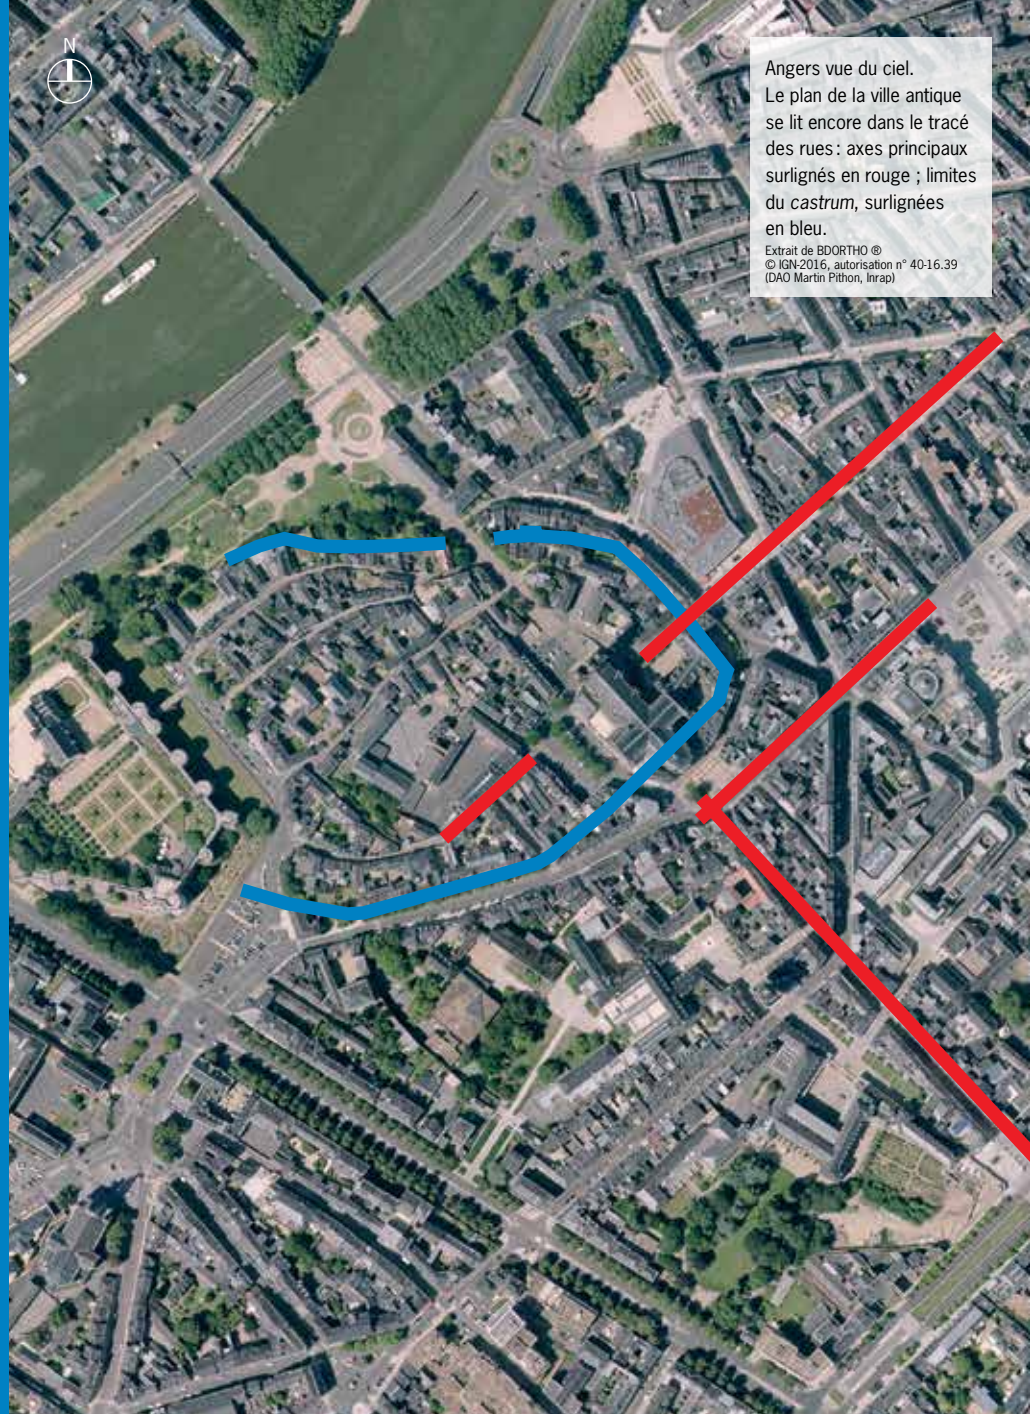 N
Angers vue du ciel.
Le plan de la ville antique
se lit encore dans le tracé
des rues : axes principaux
surlignés en rouge ; limites
du castrum, surlignées
en bleu.
Extrait de BDORTHO ®
© IGN-2016, autorisation n° 40-16.39
(DAO Martin Pithon, Inrap)